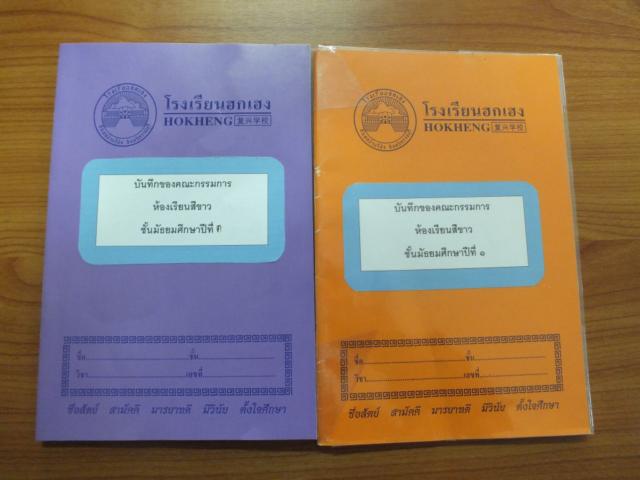 โรงเรียนฮกเฮง
HOKHENG 复兴学校
บันทึกของคณะกรรมการ
ห้องเรียนสีขาว
ชั้นมัธยมศึกษาปีที่ ๓
ชื่อ ชั้น
วิชา เลขที่
ซื่อสัตย์ สามัคคี มารยาทดี มีวินัย ตั้งใจศึกษา
โรงเรียนฮกเฮง
HOKHENG 复兴学校
บันทึกของคณะกรรมการ
ห้องเรียนสีขาว
ชั้นมัธยมศึกษาปีที่ ๑
ชื่อ ชั้น
วิชา เลขที่
ซื่อสัตย์ สามัคคี มารยาทดี มีวินัย ตั้งใจศึกษา